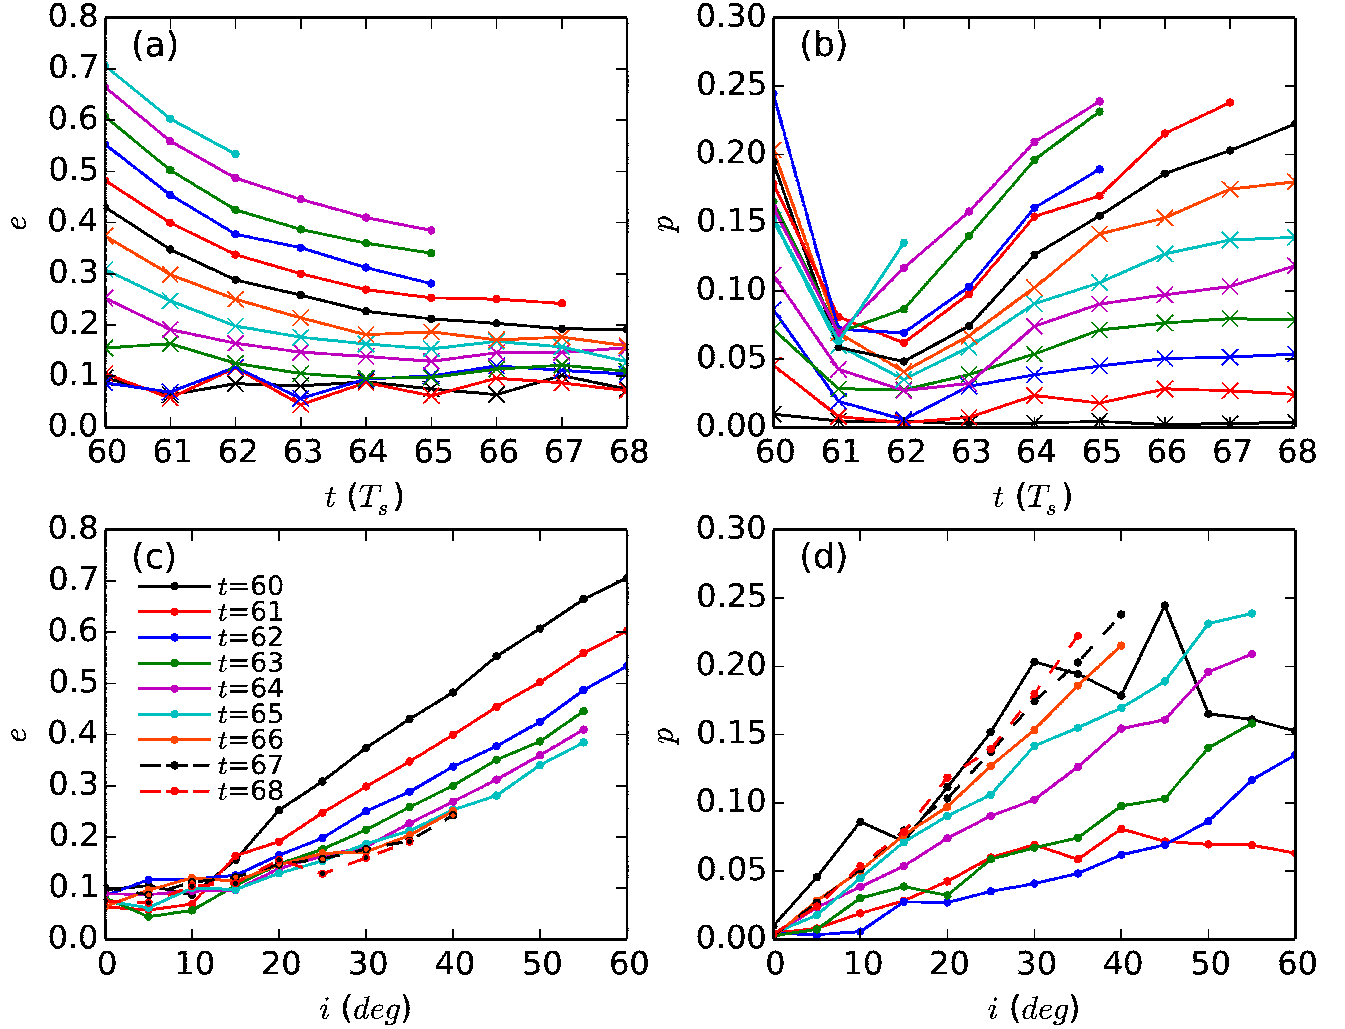 (a)
0.8
0.7
0.6
0.5
0.4
0.3
0.2
0.1
0.0
e
60 61 62 63 64 65 66 67 68
t (T_s)
(b)
0.30
0.25
0.20
0.15
0.10
0.05
0.00
p
60 61 62 63 64 65 66 67 68
t (T_s)
(c)
0.8
0.7
0.6
0.5
0.4
0.3
0.2
0.1
0.0
e
t=60
t=61
t=62
t=63
t=64
t=65
t=66
t=67
t=68
0 10 20 30 40 50 60
i (deg)
(d)
0.30
0.25
0.20
0.15
0.10
0.05
0.00
p
0 10 20 30 40 50 60
i (deg)